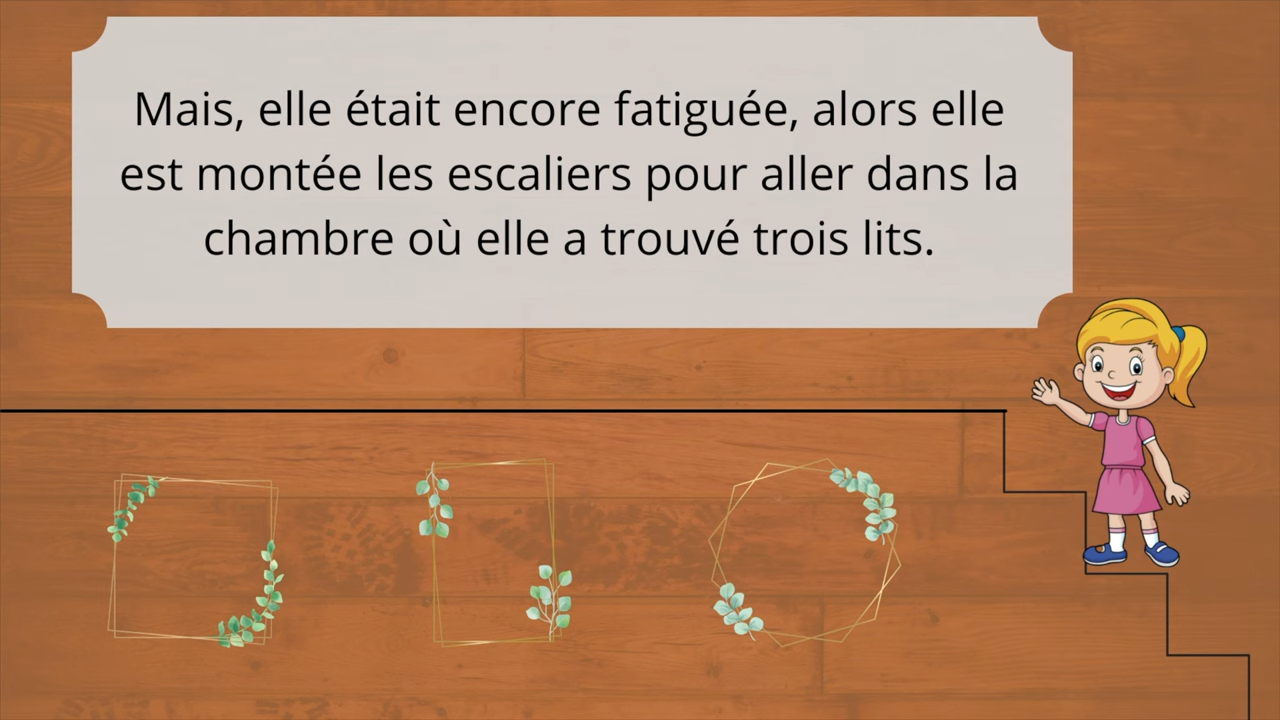 Mais, elle était encore fatiguée, alors elle
est montée les escaliers pour aller dans la
chambre où elle a trouvé trois lits.